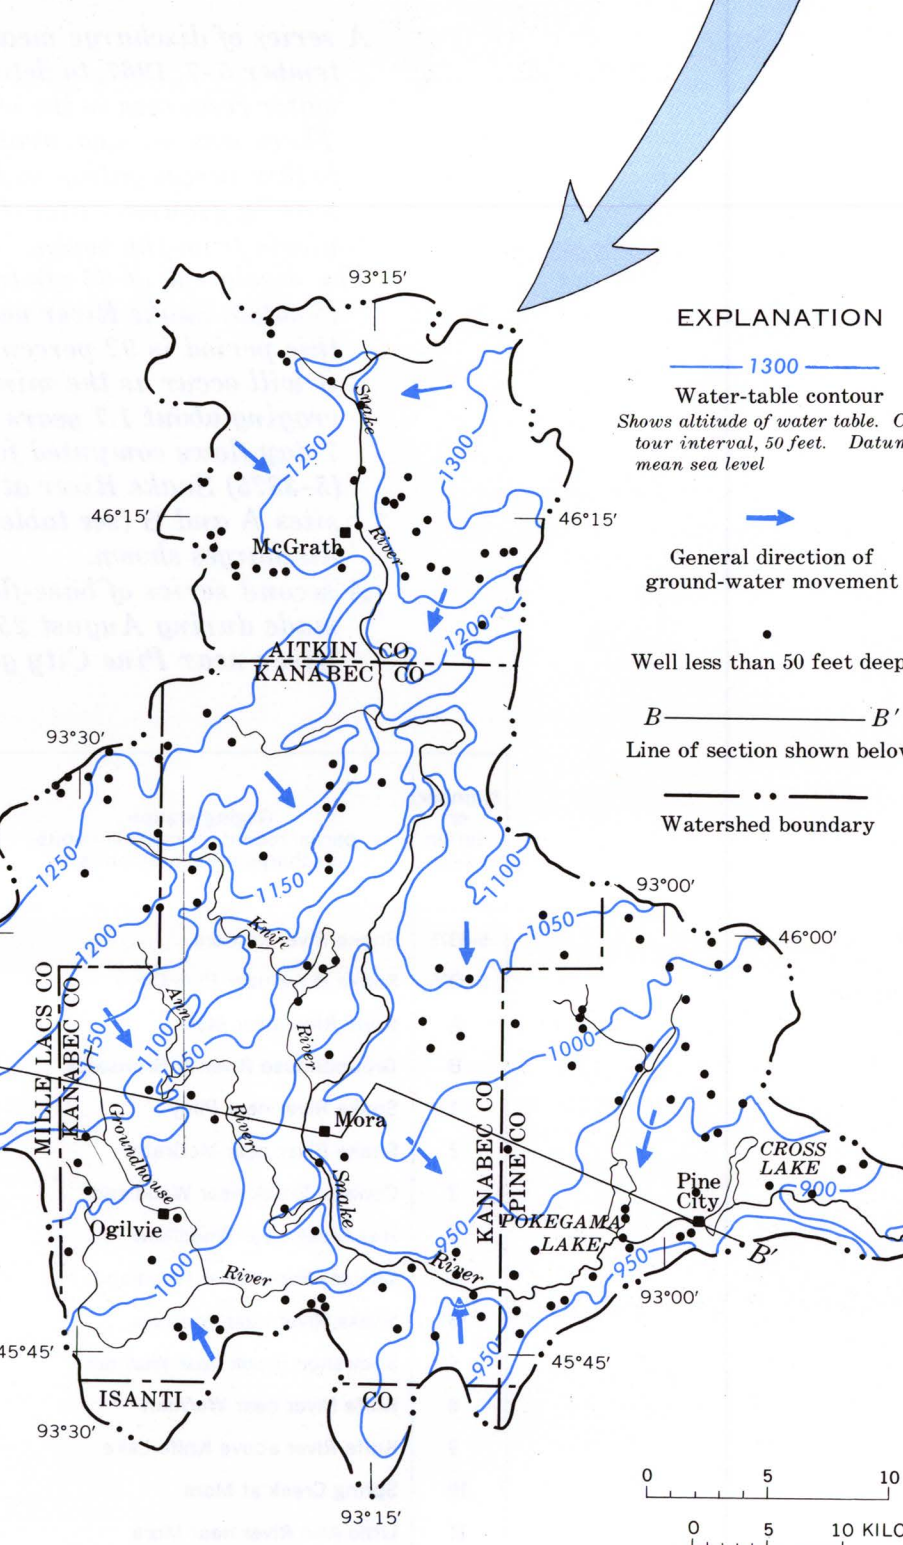 93°15′
EXPLANATION
1300
Water-table contour
Shows altitude of water table.
tour interval, 50 feet.
mean sea level
General direction of
ground-water movement
Well less than 50 feet deep
B
B′
Line of section shown below
Watershed boundary
Snake
1250
1300
46°15′
46°15′
McGrath
River
1200
AITKIN CO
KANABEC CO
93°30′
1250
1150
1100
93°00′
1200
Knife
1050
46°00′
MILLE LACS CO
KANABEC CO
Ann
1150
1100
1050
River
1000
Groundhouse
River
Mora
KANABEC CO
PINE CO
CROSS
LAKE
Snake
Pine
City
900
Ogilvie
950
POKEGAMA
LAKE
B′
1000
River
River
950
93°00′
45°45′
950
45°45′
ISANTI
CO
93°30′
93°15′
0 5 10
0 5 10